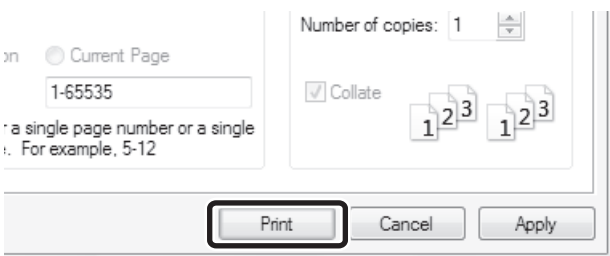 Number of copies: 1
on Current Page
1-65535
Collate
1 2 3 1 2 3
r a single page number or a single
e. For example, 5-12
Print Cancel Apply